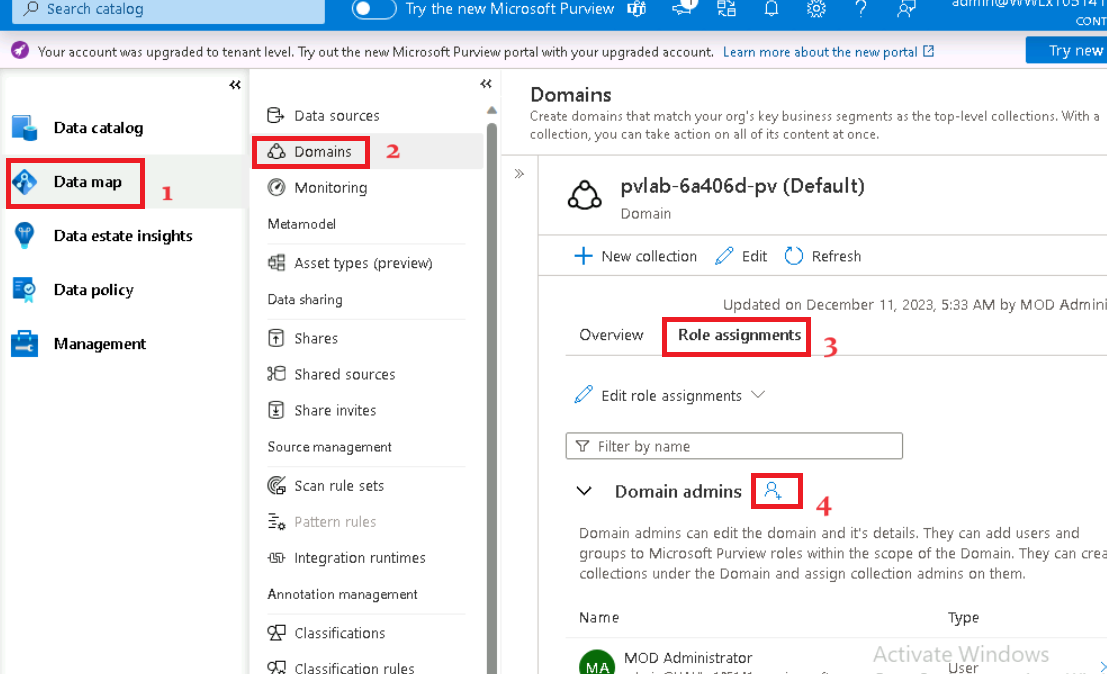 Search catalog
Try the new Microsoft Purview
1
CONT
Your account was upgraded to tenant level. Try out the new Microsoft Purview portal with your upgraded account. Learn more about the new portal
Try new
Data catalog
Data map
1
Data estate insights
Data policy
Management
Data sources
Domains
2
Monitoring
Metamodel
Asset types (preview)
Data sharing
Shares
Shared sources
Share invites
Source management
Scan rule sets
Pattern rules
Integration runtimes
Annotation management
Classifications
Classification rules
Domains
Create domains that match your org's key business segments as the top-level collections. With a
collection, you can take action on all of its content at once.
pvlab-6a406d-pv (Default)
Domain
New collection
Edit
Refresh
Updated on December 11, 2023, 5:33 AM by MOD Admini
Overview
Role assignments
3
Edit role assignments
Filter by name
Domain admins
4
Domain admins can edit the domain and it's details. They can add users and
groups to Microsoft Purview roles within the scope of the Domain. They can crea
collections under the Domain and assign collection admins on them.
Name
Type
MA
MOD Administrator
User
Activate Windows